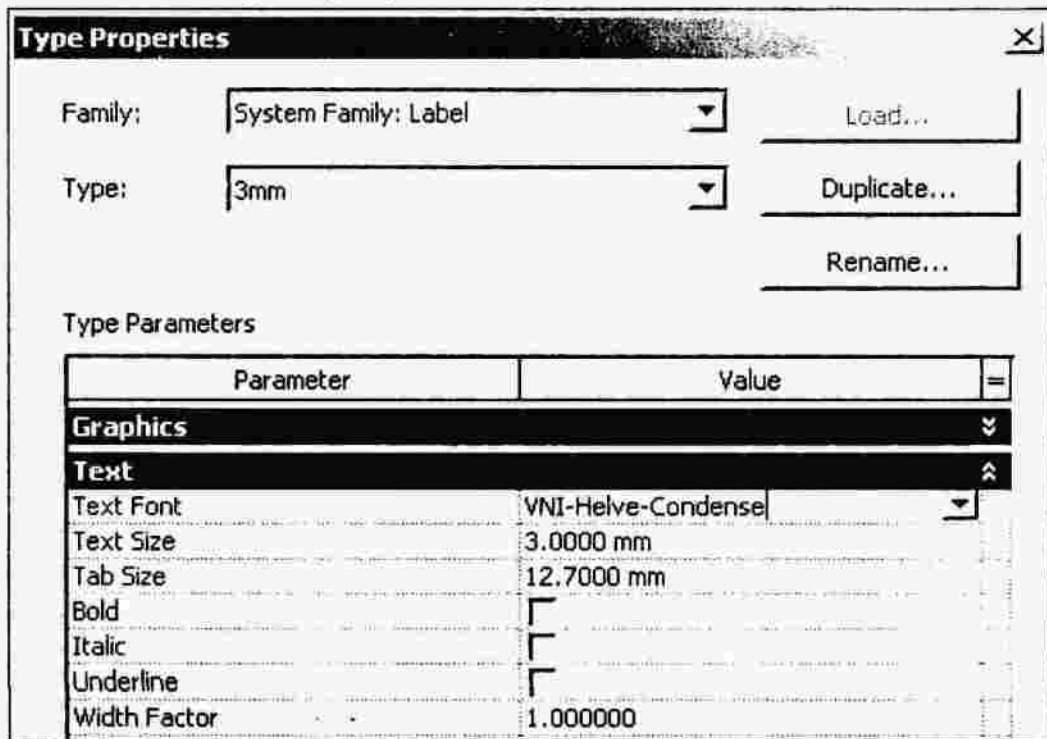 Type Properties
Family: System Family: Label Load...
Type: 3mm Duplicate...
Rename...
Type Parameters
Parameter Value =
Graphics
Text
Text Font VNI-Helve-Condense
Text Size 3.0000 mm
Tab Size 12.7000 mm
Bold
Italic
Underline
Width Factor 1.000000